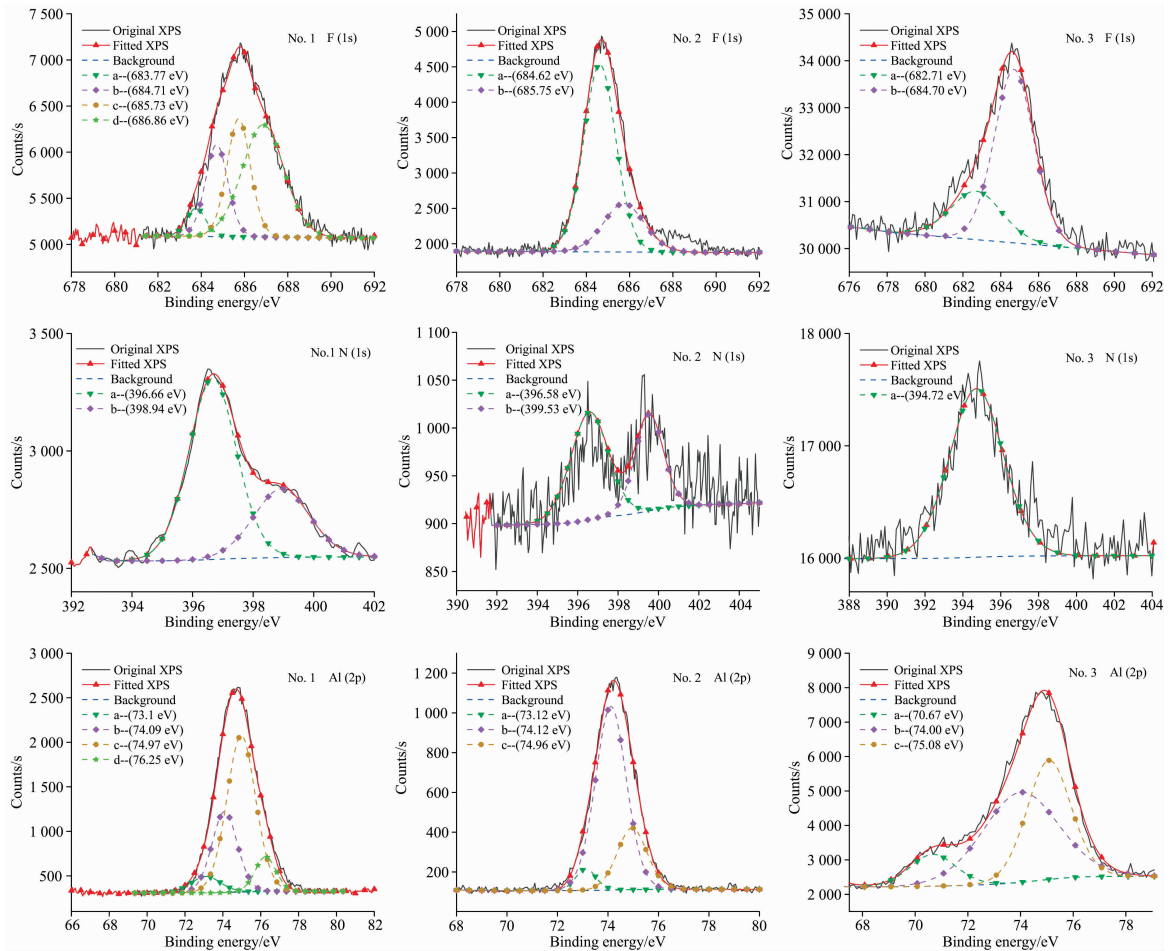 7 500
7 000
6 500
6 000
5 500
5 000
Counts/s
Original XPS
Fitted XPS
Background
a--(683.77 eV)
b--(684.71 eV)
c--(685.73 eV)
d--(686.86 eV)
No. 1 F (1s)
678 680 682 684 686 688 690 692
Binding energy/eV
5 000
4 000
3 000
2 000
Counts/s
Original XPS
Fitted XPS
Background
a--(684.62 eV)
b--(685.75 eV)
No. 2 F (1s)
678 680 682 684 686 688 690 692
Binding energy/eV
35 000
34 000
33 000
32 000
31 000
30 000
Counts/s
Original XPS
Fitted XPS
Background
a--(682.71 eV)
b--(684.70 eV)
No. 3 F (1s)
676 678 680 682 684 686 688 690 692
Binding energy/eV
3 500
3 000
2 500
Counts/s
Original XPS
Fitted XPS
Background
a--(396.66 eV)
b--(398.94 eV)
No.1 N (1s)
392 394 396 398 400 402
Binding energy/eV
1 100
1 050
1 000
950
900
850
Counts/s
Original XPS
Fitted XPS
Background
a--(396.58 eV)
b--(399.53 eV)
No. 2 N (1s)
390 392 394 396 398 400 402 404
Binding energy/eV
18 000
17 000
16 000
Counts/s
Original XPS
Fitted XPS
Background
a--(394.72 eV)
No. 3 N (1s)
388 390 392 394 396 398 400 402 404
Binding energy/eV
3 000
2 500
2 000
1 500
1 000
500
Counts/s
Original XPS
Fitted XPS
Background
a--(73.1 eV)
b--(74.09 eV)
c--(74.97 eV)
d--(76.25 eV)
No. 1 Al (2p)
66 68 70 72 74 76 78 80 82
Binding energy/eV
1 200
1 000
800
600
400
200
0
Counts/s
Original XPS
Fitted XPS
Background
a--(73.12 eV)
b--(74.12 eV)
c--(74.96 eV)
No. 2 Al (2p)
68 70 72 74 76 78 80
Binding energy/eV
9 000
8 000
7 000
6 000
5 000
4 000
3 000
2 000
Counts/s
Original XPS
Fitted XPS
Background
a--(70.67 eV)
b--(74.00 eV)
c--(75.08 eV)
No. 3 Al (2p)
68 70 72 74 76 78
Binding energy/eV